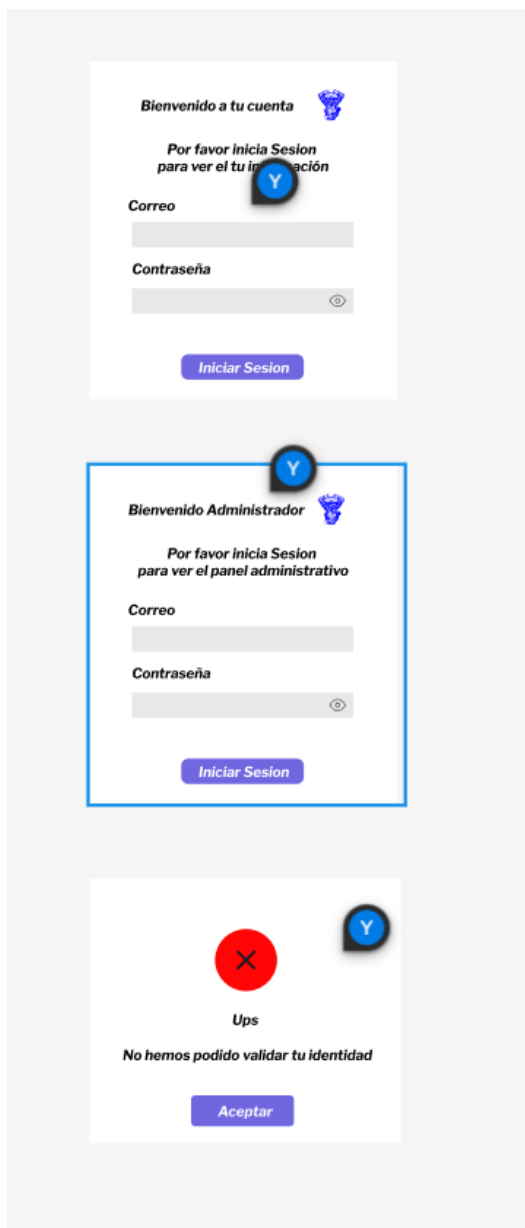 Bienvenido a tu cuenta
Por favor inicia Sesion
para ver el tu
Y
Correo
Contraseña
Iniciar Sesion
Y
Bienvenido Administrador
Por favor inicia Sesion
para ver el panel administrativo
Correo
Contraseña
Iniciar Sesion
Y
Ups
No hemos podido validar tu identidad
Aceptar